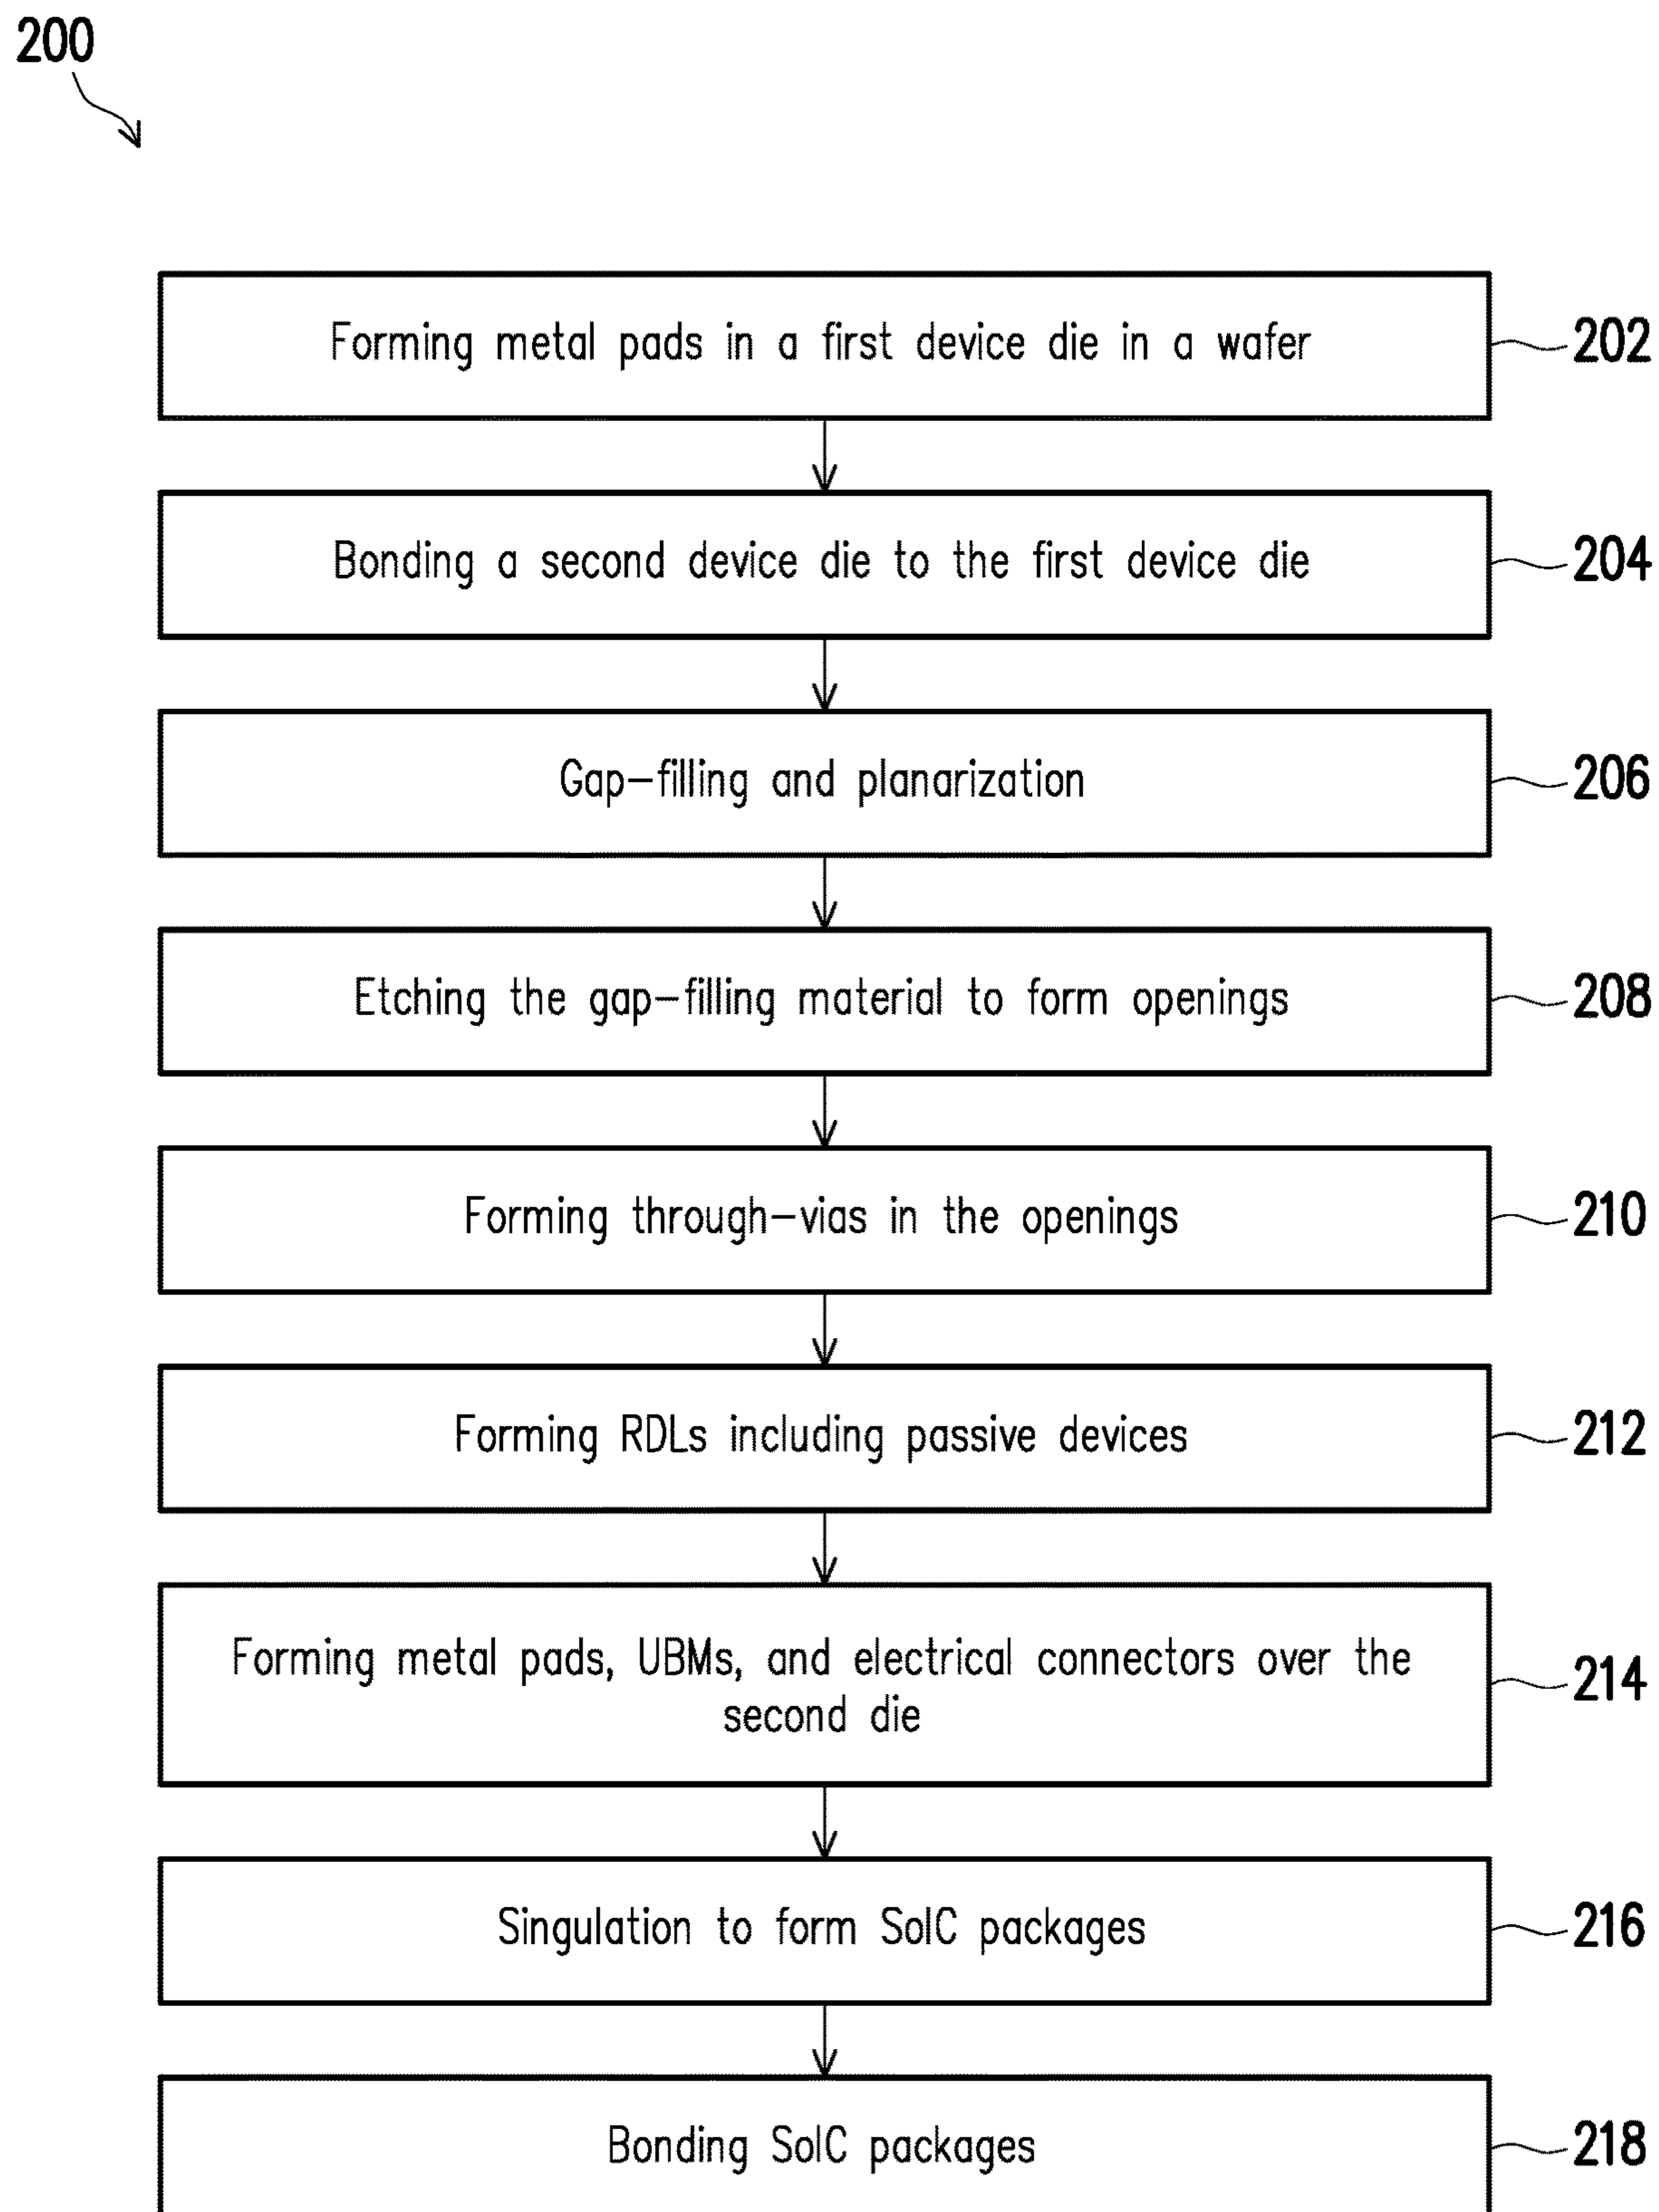 200
Forming metal pads in a first device die in a wafer
202
Bonding a second device die to the first device die
204
Gap-filling and planarization
206
Etching the gap-filling material to form openings
208
Forming through-vias in the openings
210
Forming RDLs including passive devices
212
Forming metal pads, UBMs, and electrical connectors over the
second die
214
Singulation to form SoIC packages
216
Bonding SoIC packages
218